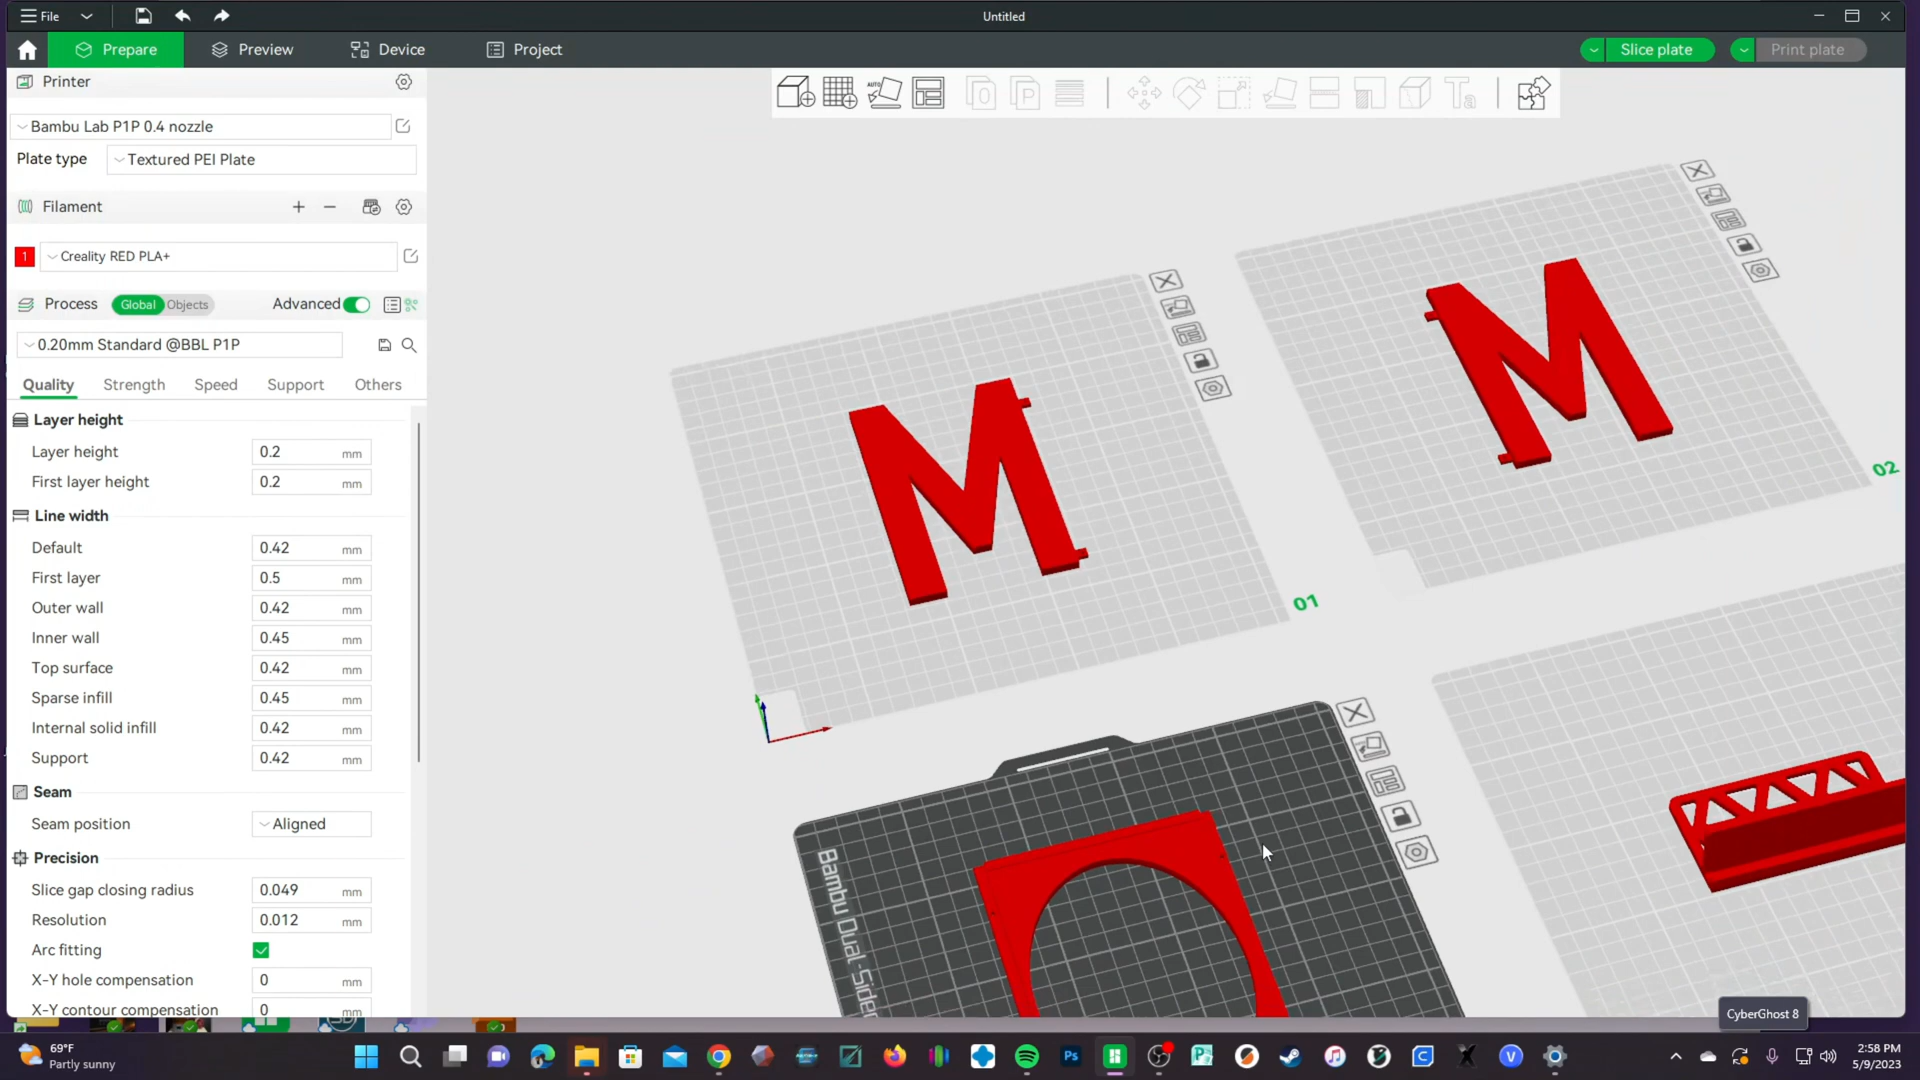 File
Untitled
Prepare
Preview
Device
Project
Slice plate
Print plate
Printer
Bambu Lab P1P 0.4 nozzle
Plate type
Textured PEI Plate
Filament
1
Creality RED PLA+
Process
Global
Objects
Advanced
0.20mm Standard @BBL P1P
Quality
Strength
Speed
Support
Others
Layer height
Layer height 0.2 mm
First layer height 0.2 mm
Line width
Default 0.42 mm
First layer 0.5 mm
Outer wall 0.42 mm
Inner wall 0.45 mm
Top surface 0.42 mm
Sparse infill 0.45 mm
Internal solid infill 0.42 mm
Support 0.42 mm
Seam
Seam position Aligned
Precision
Slice gap closing radius 0.049 mm
Resolution 0.012 mm
Arc fitting
X-Y hole compensation 0 mm
X-Y contour compensation 0 mm
AUTO
O
P
Ta
M
M
01
02
Bambu Dual-Sided
CyberGhost 8
69°F
Partly sunny
Ps
2:58 PM
5/9/2023